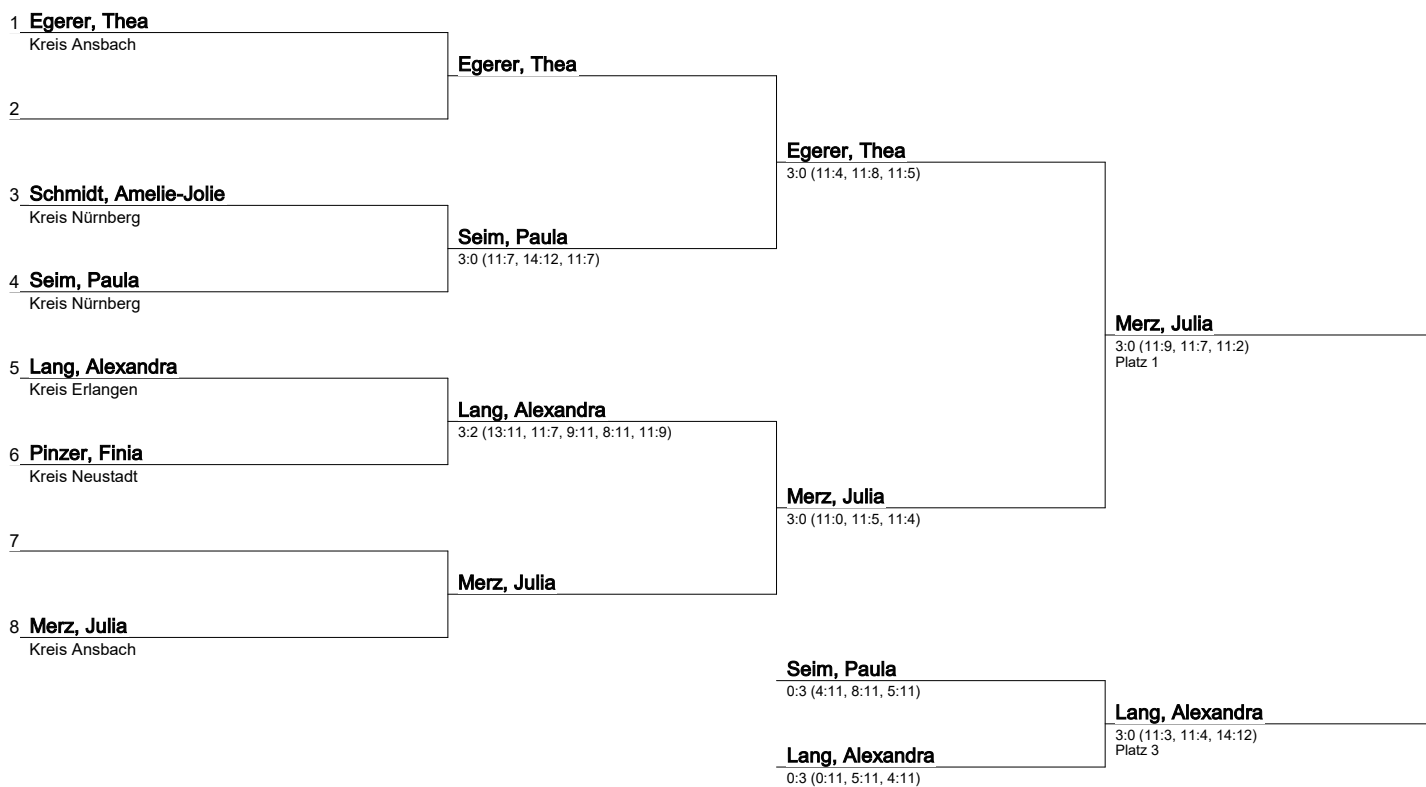 1 Egerer, Thea
Kreis Ansbach
Egerer, Thea
2
Egerer, Thea
3:0 (11:4, 11:8, 11:5)
3 Schmidt, Amelie-Jolie
Kreis Nürnberg
Seim, Paula
3:0 (11:7, 14:12, 11:7)
4 Seim, Paula
Kreis Nürnberg
Merz, Julia
3:0 (11:9, 11:7, 11:2)
Platz 1
5 Lang, Alexandra
Kreis Erlangen
Lang, Alexandra
3:2 (13:11, 11:7, 9:11, 8:11, 11:9)
6 Pinzer, Finia
Kreis Neustadt
Merz, Julia
3:0 (11:0, 11:5, 11:4)
7
Merz, Julia
8 Merz, Julia
Kreis Ansbach
Seim, Paula
0:3 (4:11, 8:11, 5:11)
Lang, Alexandra
3:0 (11:3, 11:4, 14:12)
Platz 3
Lang, Alexandra
0:3 (0:11, 5:11, 4:11)